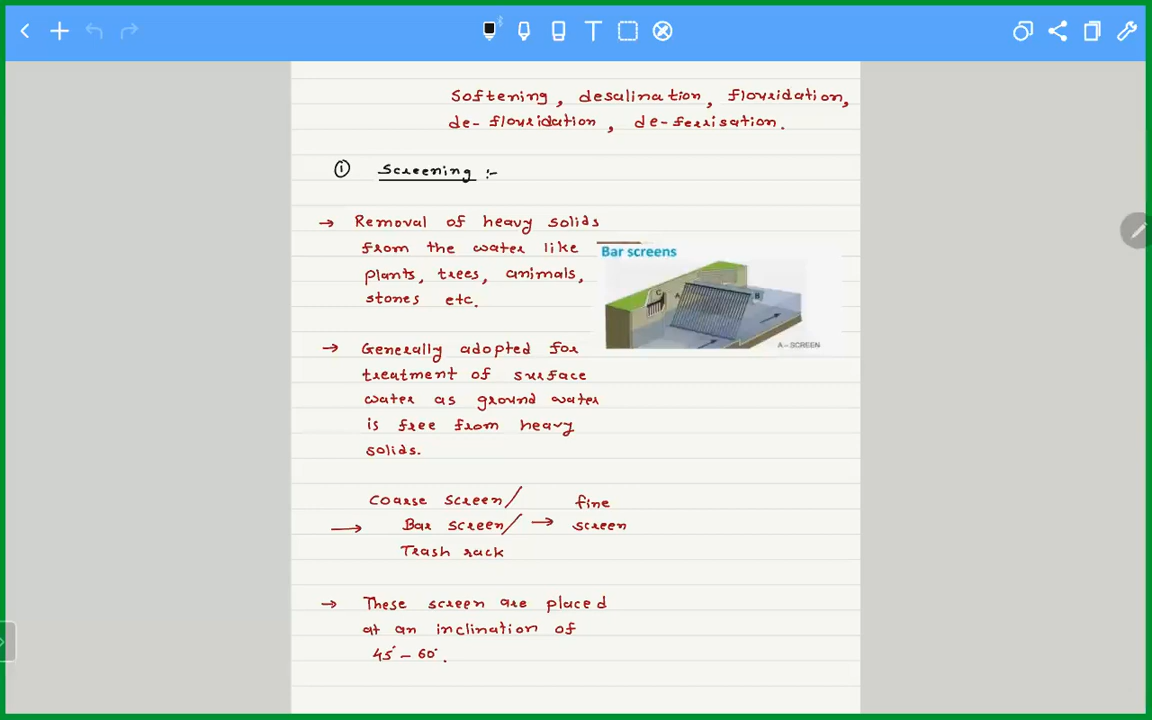 Softening, desalination, flouridation,
de-flouridation, de-ferrisation.
① Screening :-
→ Removal of heavy solids
from the water like
plants, trees, animals,
stones etc.
Bar screens
C A B
A-SCREEN
→ Generally adopted for
treatment of surface
water as ground water
is free from heavy
solids.
Coarse screen/ fine
→ Bar screen/ → screen
Trash rack
→ These screen are placed
at an inclination of
45° - 60°.